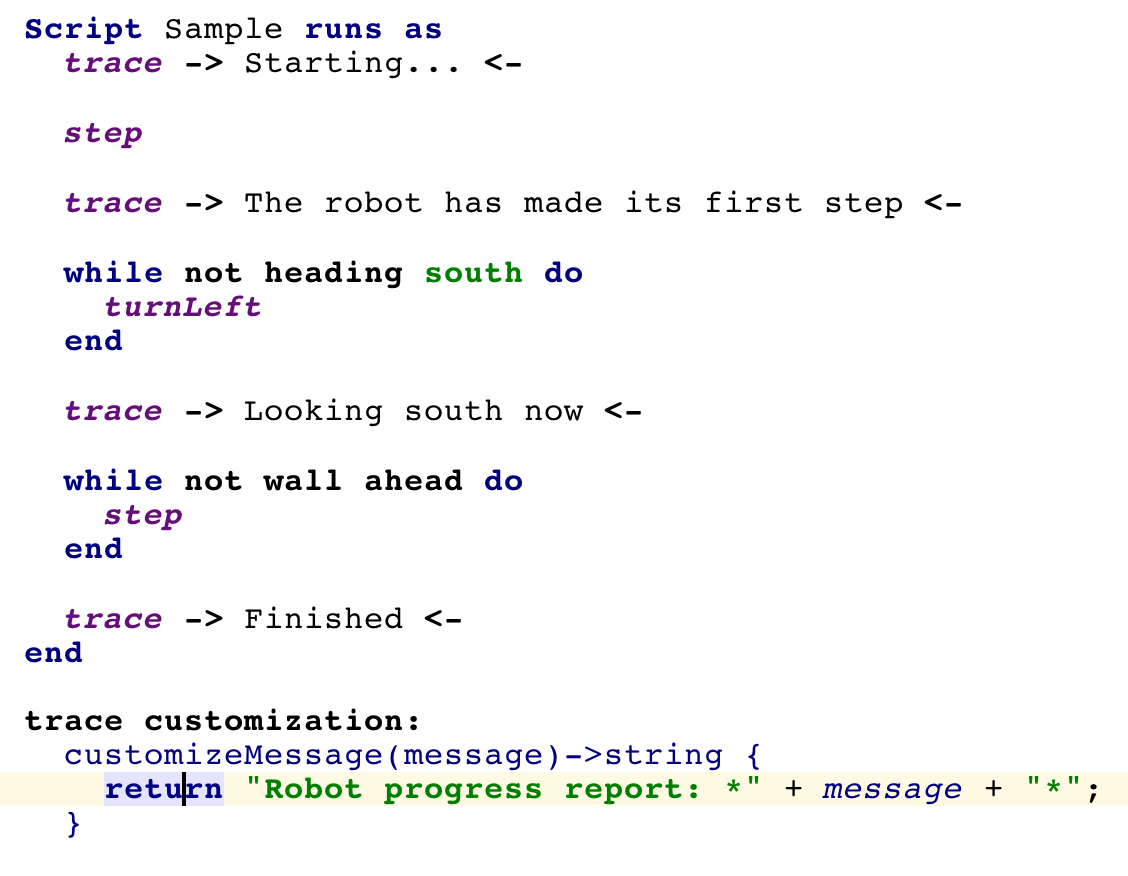 Script Sample runs as
trace -> Starting... <-
step
trace -> The robot has made its first step <-
while not heading south do
turnLeft
end
trace -> Looking south now <-
while not wall ahead do
step
end
trace -> Finished <-
end
trace customization:
customizeMessage(message)->string {
return "Robot progress report: *" + message + "*";
}